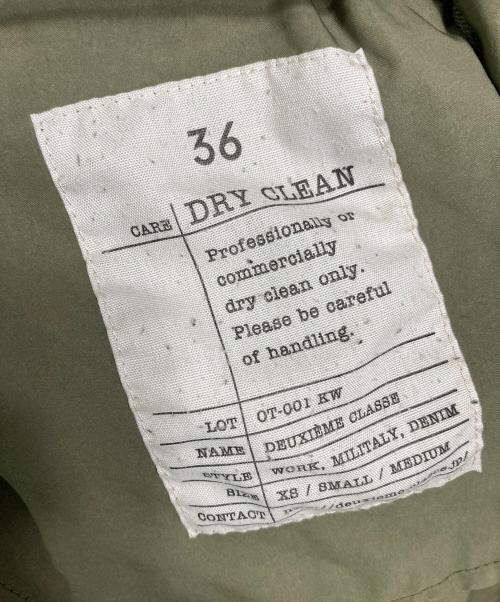 36
CARE DRY CLEAN
Professionally or
commercially
dry clean only.
Please be careful
of handling.
LOT OT-001 KW
NAME DEUXIÈME CLASSE
STYLE WORK, MILITALY, DENIM
SIZE XS / SMALL / MEDIUM
CONTACT